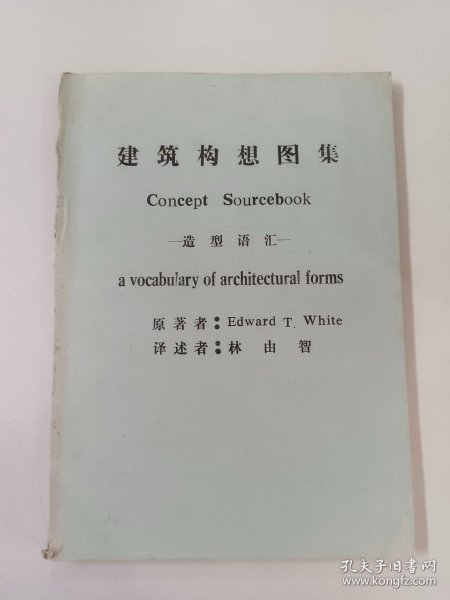 建筑构想图集
Concept Sourcebook
—造型语汇—
a vocabulary of architectural forms
原著者：Edward T. White
译述者：林由智
孔夫子旧书网
www.kongfz.com